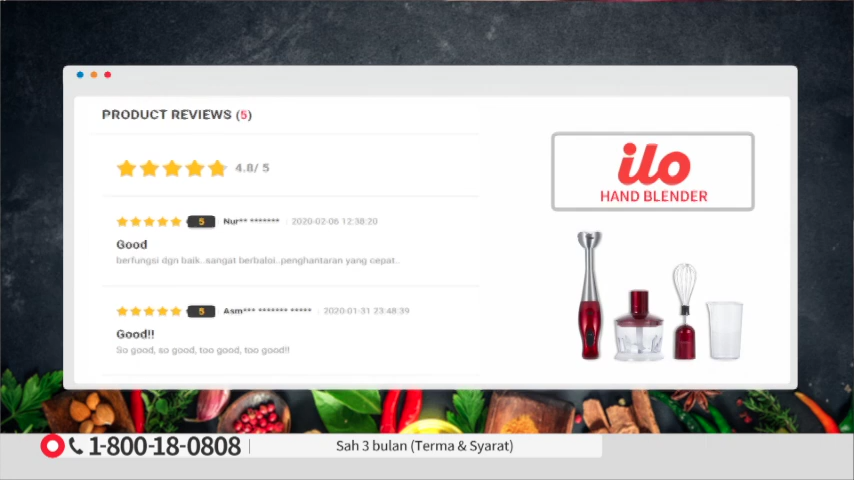 PRODUCT REVIEWS (5)
4.8/ 5
5 Nur** ******* 2020-02-06 12:38:20
Good
berfungsi dgn baik..sangat berbaloi..penghantaran yang cepat..
5 Asm*** ******* ***** 2020-01-31 23:48:39
Good!!
So good, so good, too good, too good!!
ilo
HAND BLENDER
1-800-18-0808
Sah 3 bulan (Terma & Syarat)